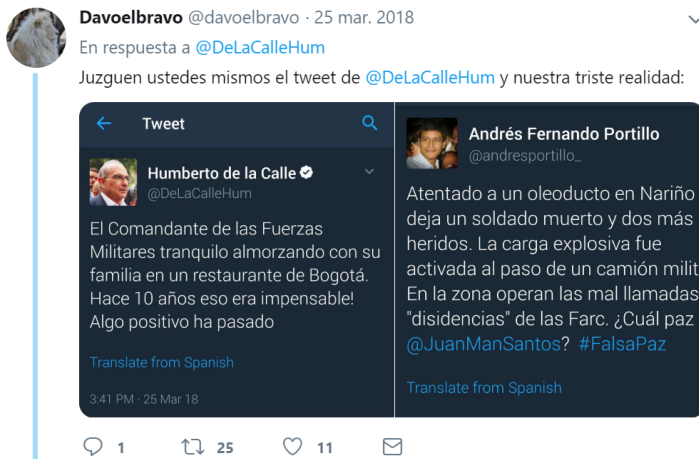 Davoelbravo @davoelbravo · 25 mar. 2018
En respuesta a @DeLaCalleHum
Juzguen ustedes mismos el tweet de @DeLaCalleHum y nuestra triste realidad:
Tweet
Humberto de la Calle
@DeLaCalleHum
El Comandante de las Fuerzas
Militares tranquilo almorzando con su
familia en un restaurante de Bogotá.
Hace 10 años eso era impensable!
Algo positivo ha pasado
Translate from Spanish
3:41 PM · 25 Mar 18
Andrés Fernando Portillo
@andresportillo_
Atentado a un oleoducto en Nariño
deja un soldado muerto y dos más
heridos. La carga explosiva fue
activada al paso de un camión milit
En la zona operan las mal llamadas
"disidencias" de las Farc. ¿Cuál paz
@JuanManSantos? #FalsaPaz
Translate from Spanish
1 25 11